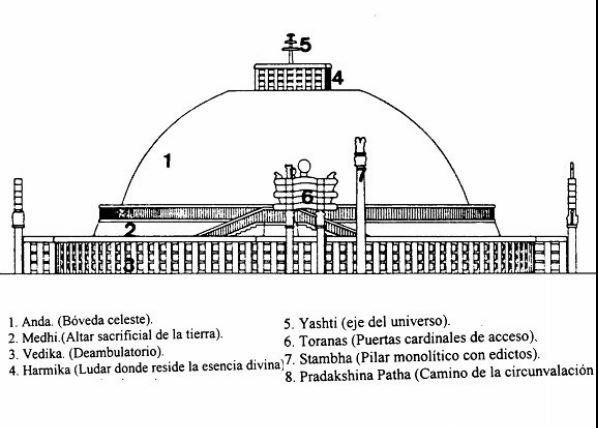 5
4
1
7
6
2
3
1. Anda. (Bóveda celeste).
2. Medhi.(Altar sacrificial de la tierra).
3. Vedika. (Deambulatorio).
4. Harmika (Ludar donde reside la esencia divina)
5. Yashti (eje del universo).
6. Toranas (Puertas cardinales de acceso).
7. Stambha (Pilar monolítico con edictos).
8. Pradakshina Patha (Camino de la circunvalación